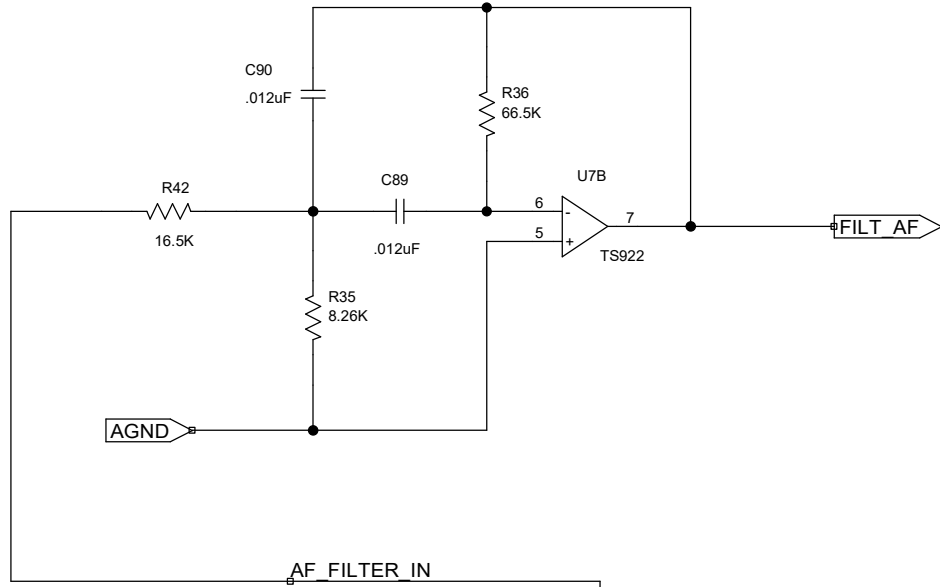 C90
.012uF
R36
66.5K
U7B
R42
16.5K
C89
.012uF
6
-
5
+
7
TS922
FILT_AF
R35
8.26K
AGND
AF_FILTER_IN